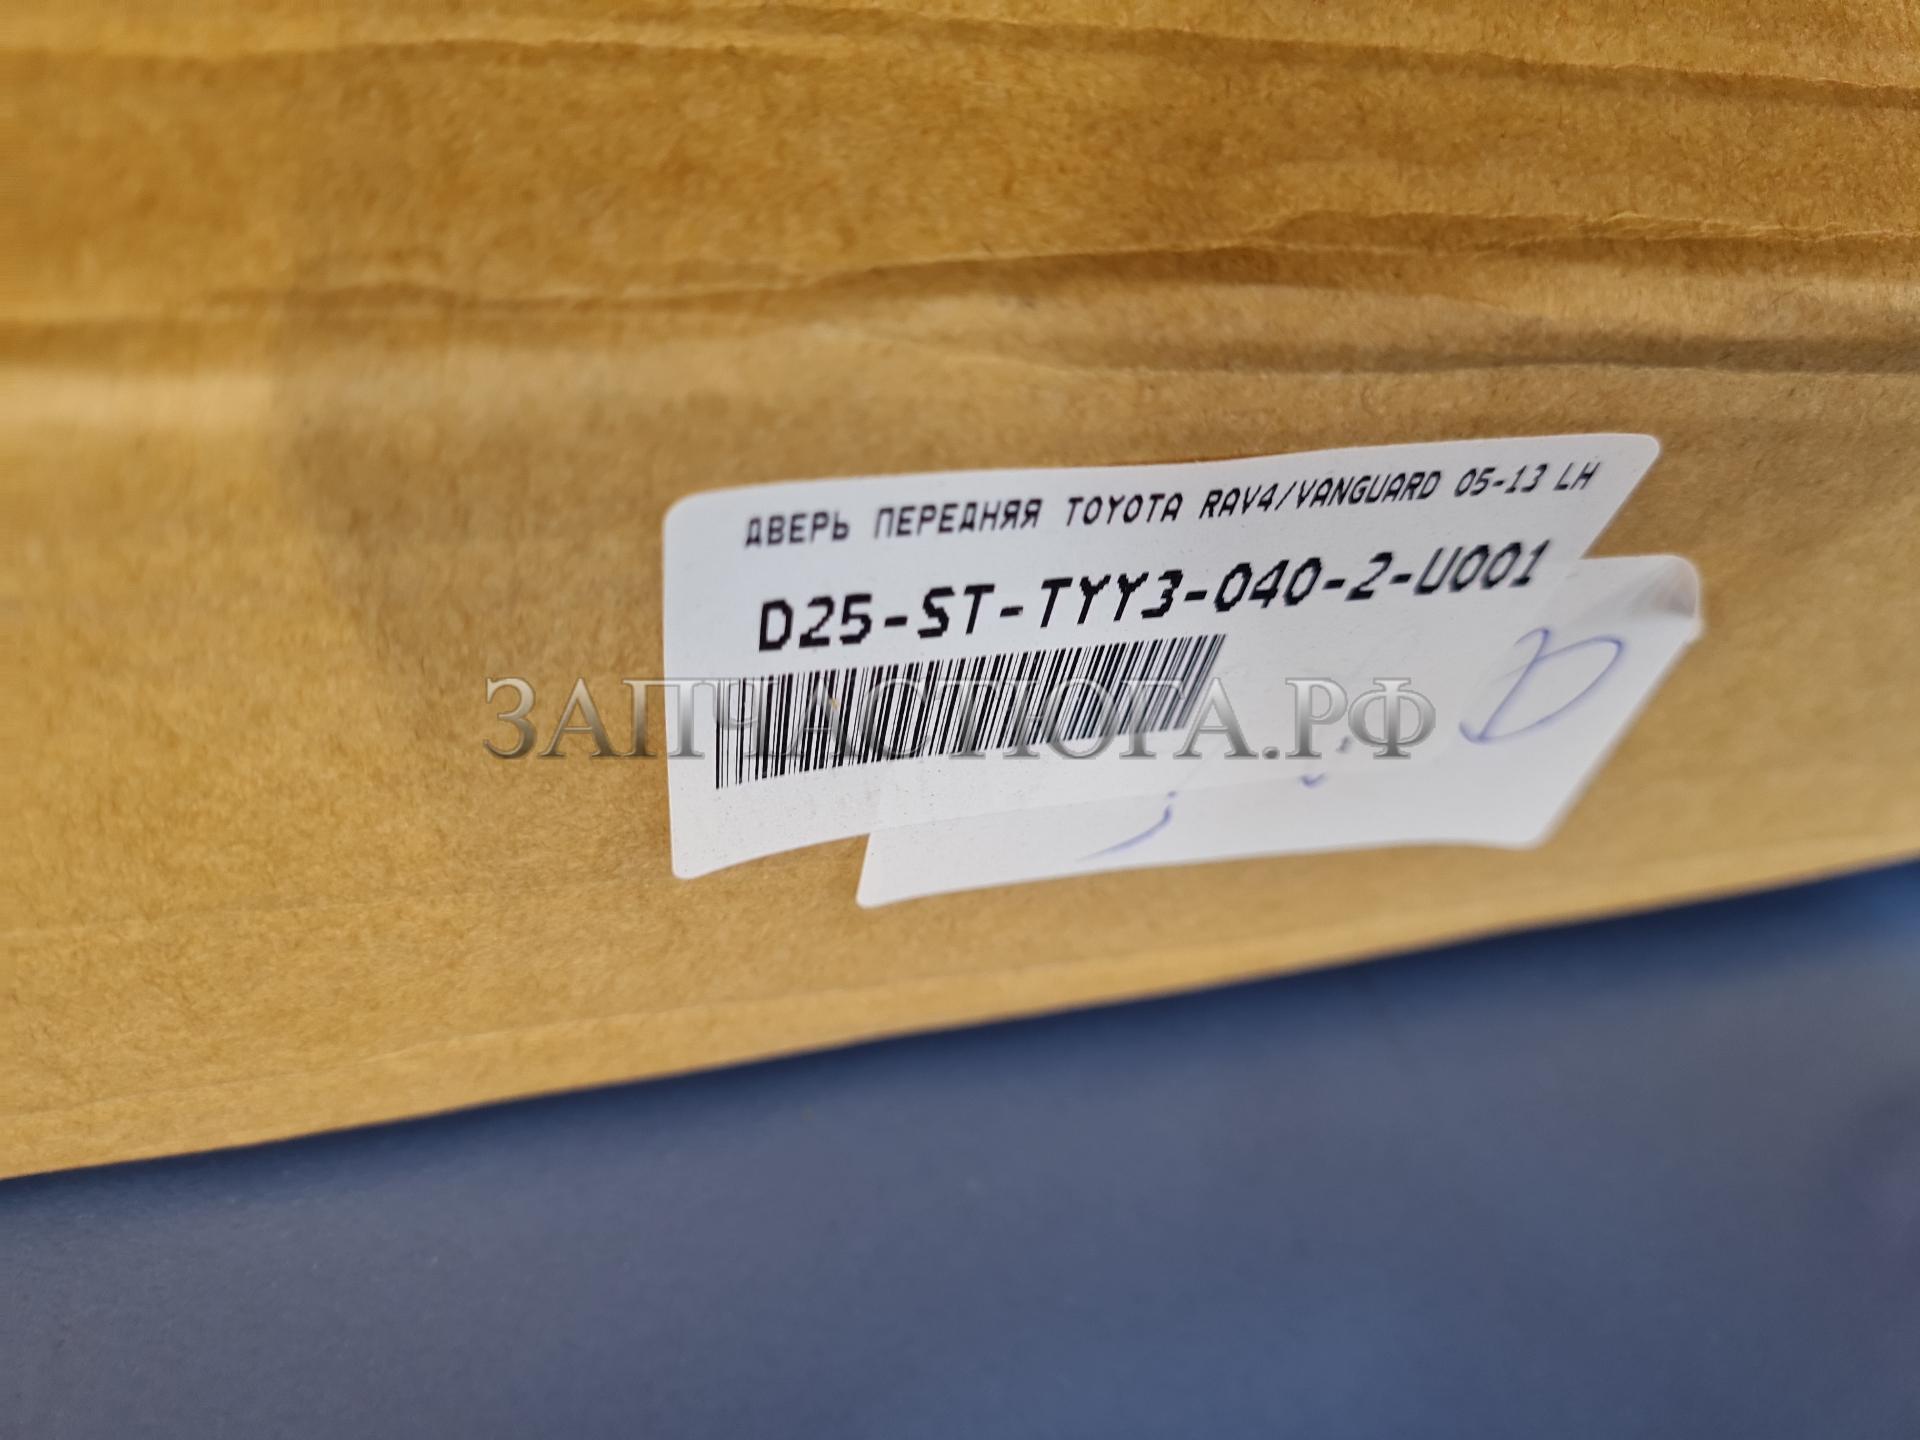 ДВЕРЬ ПЕРЕДНЯЯ TOYOTA RAV4/VANGUARD 05-13 LH
D25-ST-TYY3-040-2-U001
ЗАПЧАСТЮГА.РФ